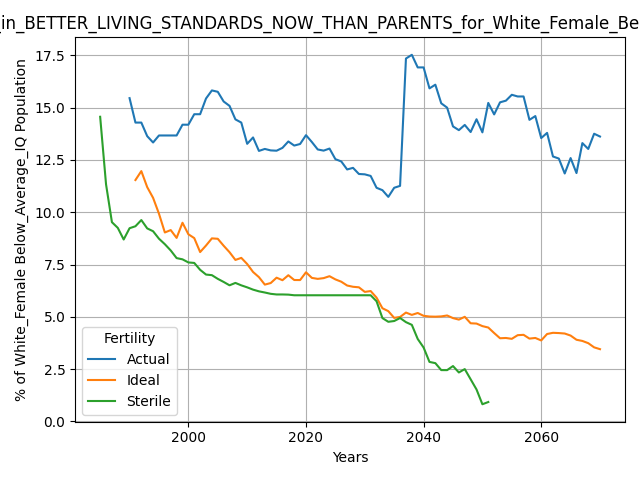 _in_BETTER_LIVING_STANDARDS_NOW_THAN_PARENTS_for_White_Female_Be
% of White_Female Below_Average_IQ Population
17.5
15.0
12.5
10.0
7.5
5.0
2.5
0.0
Fertility
Actual
Ideal
Sterile
2000
2020
2040
2060
Years